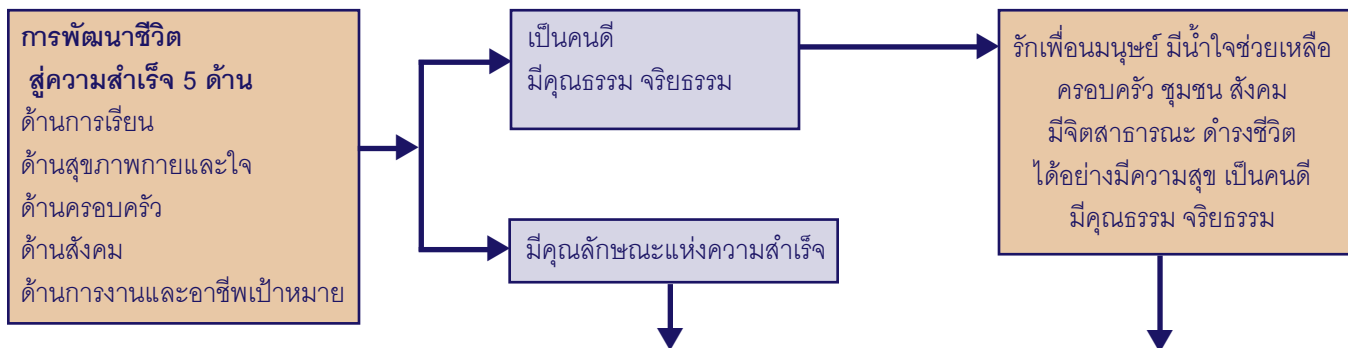 การพัฒนาชีวิต
สู่ความสำเร็จ 5 ด้าน
ด้านการเรียน
ด้านสุขภาพกายและใจ
ด้านครอบครัว
ด้านสังคม
ด้านการงานและอาชีพเป้าหมาย
เป็นคนดี
มีคุณธรรม จริยธรรม
มีคุณลักษณะแห่งความสำเร็จ
รักเพื่อนมนุษย์ มีน้ำใจช่วยเหลือ
ครอบครัว ชุมชน สังคม
มีจิตสาธารณะ ดำรงชีวิต
ได้อย่างมีความสุข เป็นคนดี
มีคุณธรรม จริยธรรม